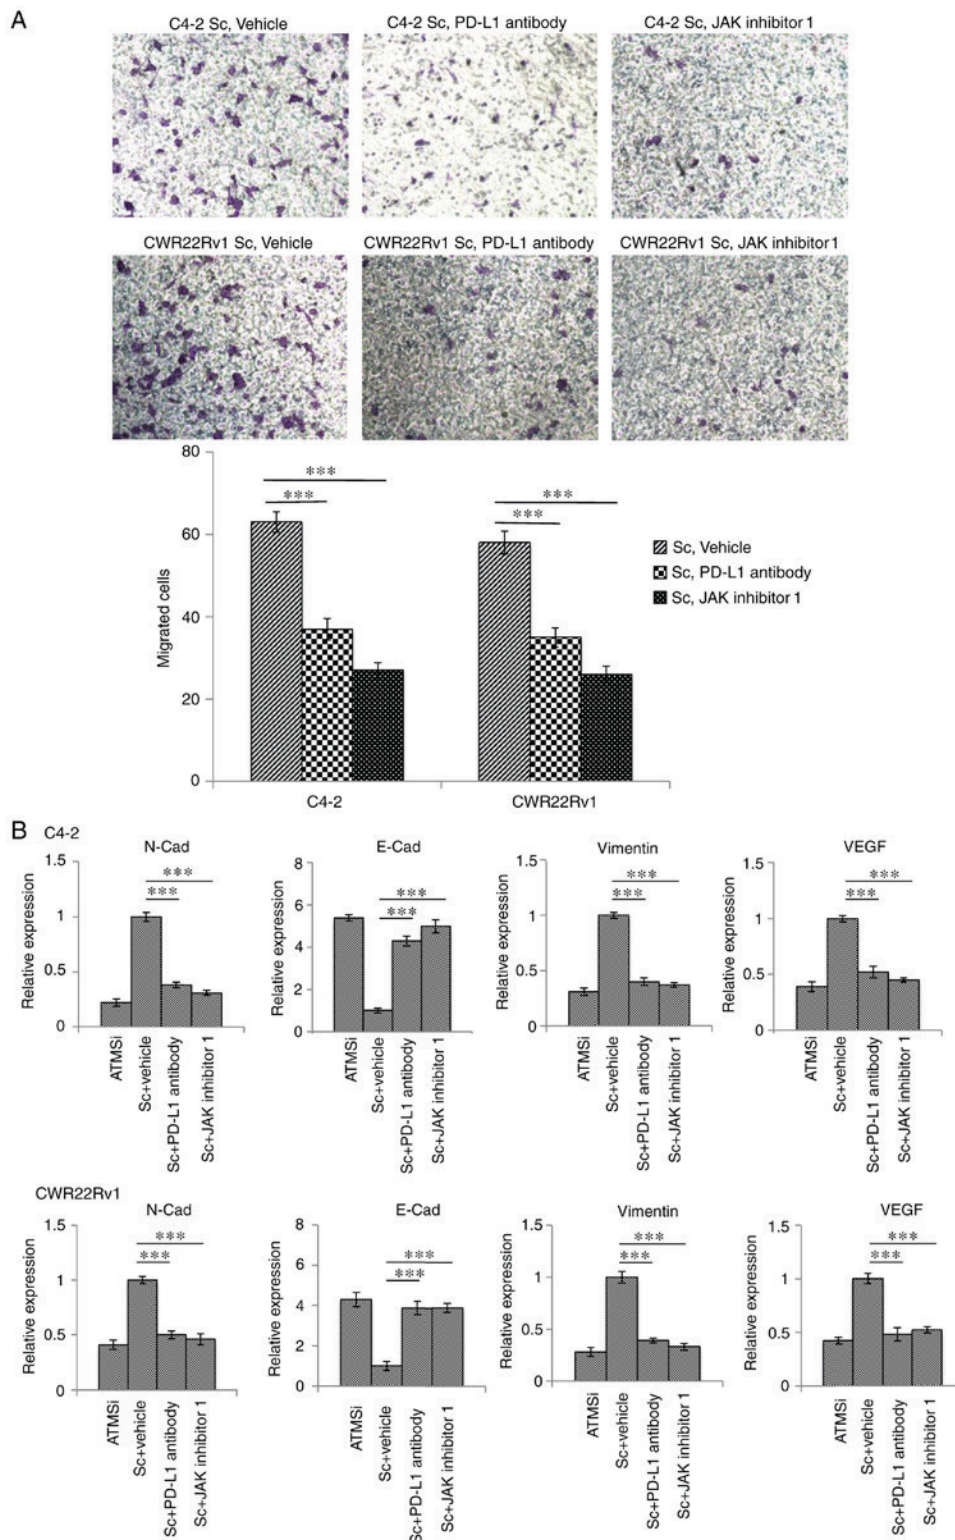 A
C4-2 Sc, Vehicle
C4-2 Sc, PD-L1 antibody
C4-2 Sc, JAK inhibitor 1
CWR22Rv1 Sc, Vehicle
CWR22Rv1 Sc, PD-L1 antibody
CWR22Rv1 Sc, JAK inhibitor 1
Migrated cells
80
60
40
20
0
***
***
***
***
C4-2
CWR22Rv1
Sc, Vehicle
Sc, PD-L1 antibody
Sc, JAK inhibitor 1
B
C4-2
N-Cad
Relative expression
1.5
1
0.5
0
***
***
ATMSi
Sc+vehicle
Sc+PD-L1 antibody
Sc+JAK inhibitor 1
E-Cad
Relative expression
8
6
4
2
0
***
***
ATMSi
Sc+vehicle
Sc+PD-L1 antibody
Sc+JAK inhibitor 1
Vimentin
Relative expression
1.5
1
0.5
0
***
***
ATMSi
Sc+vehicle
Sc+PD-L1 antibody
Sc+JAK inhibitor 1
VEGF
Relative expression
1.5
1
0.5
0
***
***
ATMSi
Sc+vehicle
Sc+PD-L1 antibody
Sc+JAK inhibitor 1
CWR22Rv1
N-Cad
Relative expression
1.5
1
0.5
0
***
***
ATMSi
Sc+vehicle
Sc+PD-L1 antibody
Sc+JAK inhibitor 1
E-Cad
Relative expression
8
6
4
2
0
***
***
ATMSi
Sc+vehicle
Sc+PD-L1 antibody
Sc+JAK inhibitor 1
Vimentin
Relative expression
1.5
1
0.5
0
***
***
ATMSi
Sc+vehicle
Sc+PD-L1 antibody
Sc+JAK inhibitor 1
VEGF
Relative expression
1.5
1
0.5
0
***
***
ATMSi
Sc+vehicle
Sc+PD-L1 antibody
Sc+JAK inhibitor 1